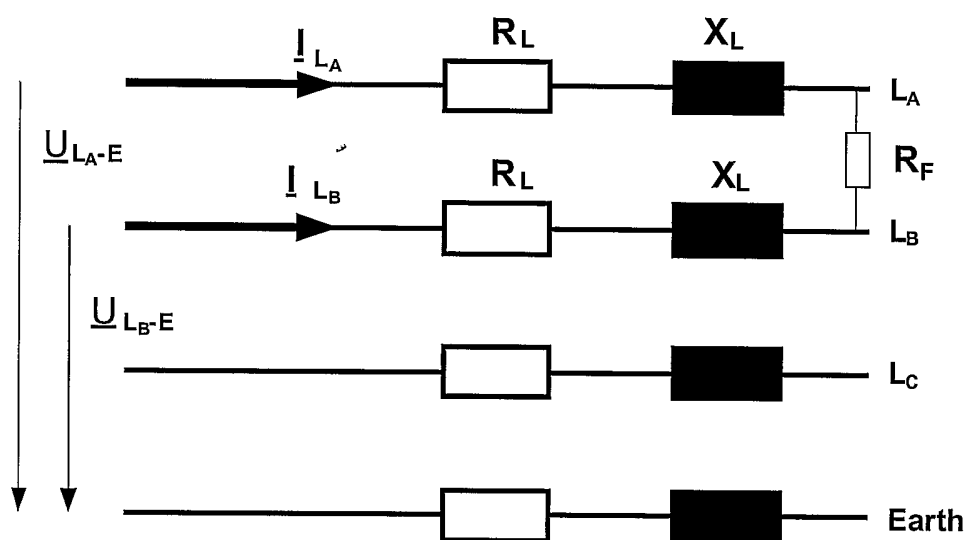 I LA
RL
XL
LA
U LA-E
RF
I LB
RL
XL
LB
U LB-E
LC
Earth